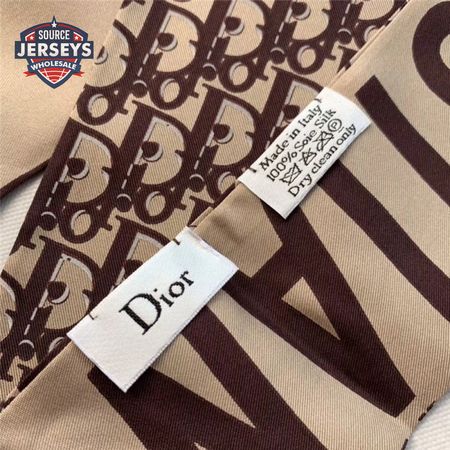 SOURCE
JERSEYS
WHOLESALE
Made in Italy
100% Soie Silk
Dry clean only
Dior